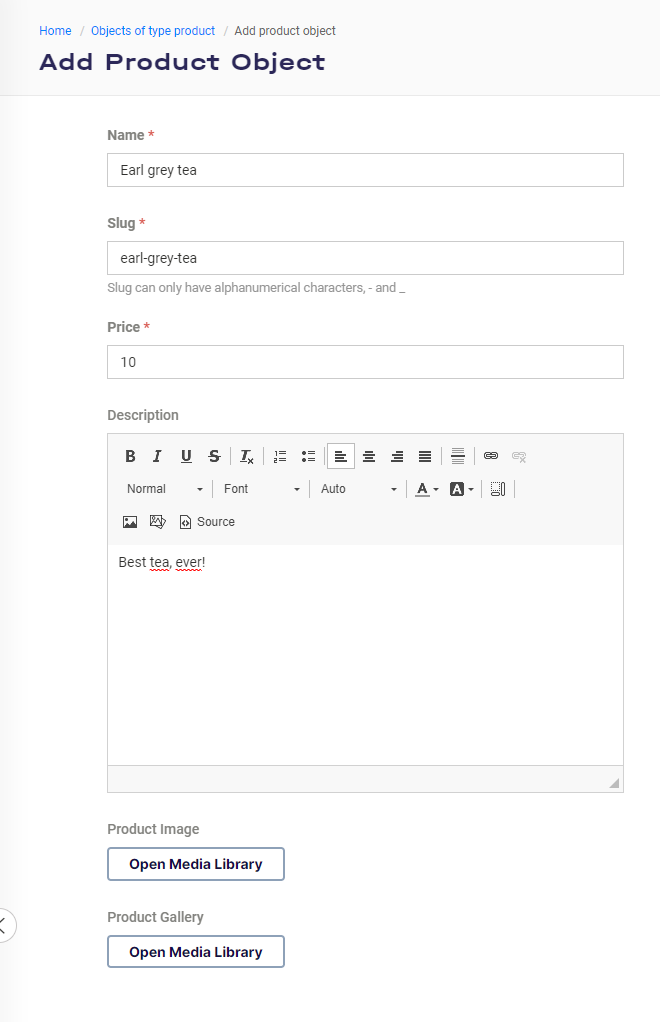 Home / Objects of type product / Add product object
Add Product Object
Name *
Earl grey tea
Slug *
earl-grey-tea
Slug can only have alphanumerical characters, - and _
Price *
10
Description
B I U S Tx
Normal Font Auto A A
Source
Best tea, ever!
Product Image
Open Media Library
Product Gallery
Open Media Library